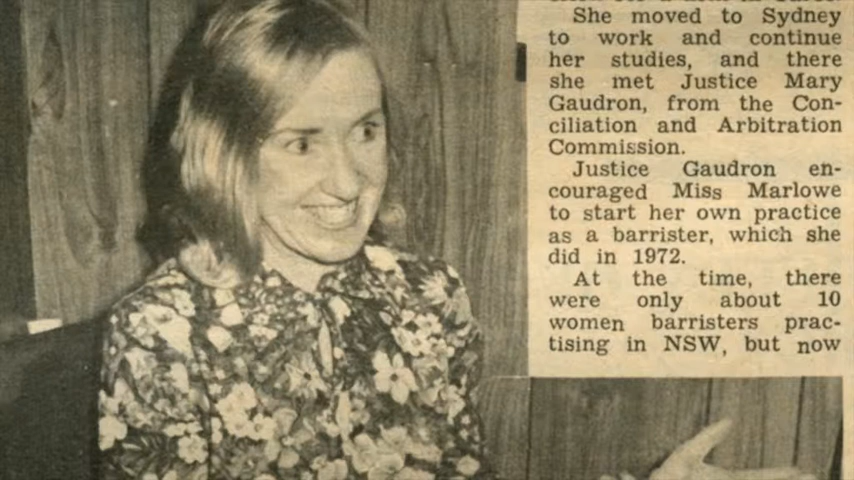 She moved to Sydney
to work and continue
her studies, and there
she met Justice Mary
Gaudron, from the Con-
ciliation and Arbitration
Commission.
Justice Gaudron en-
couraged Miss Marlowe
to start her own practice
as a barrister, which she
did in 1972.
At the time, there
were only about 10
women barristers prac-
tising in NSW, but now